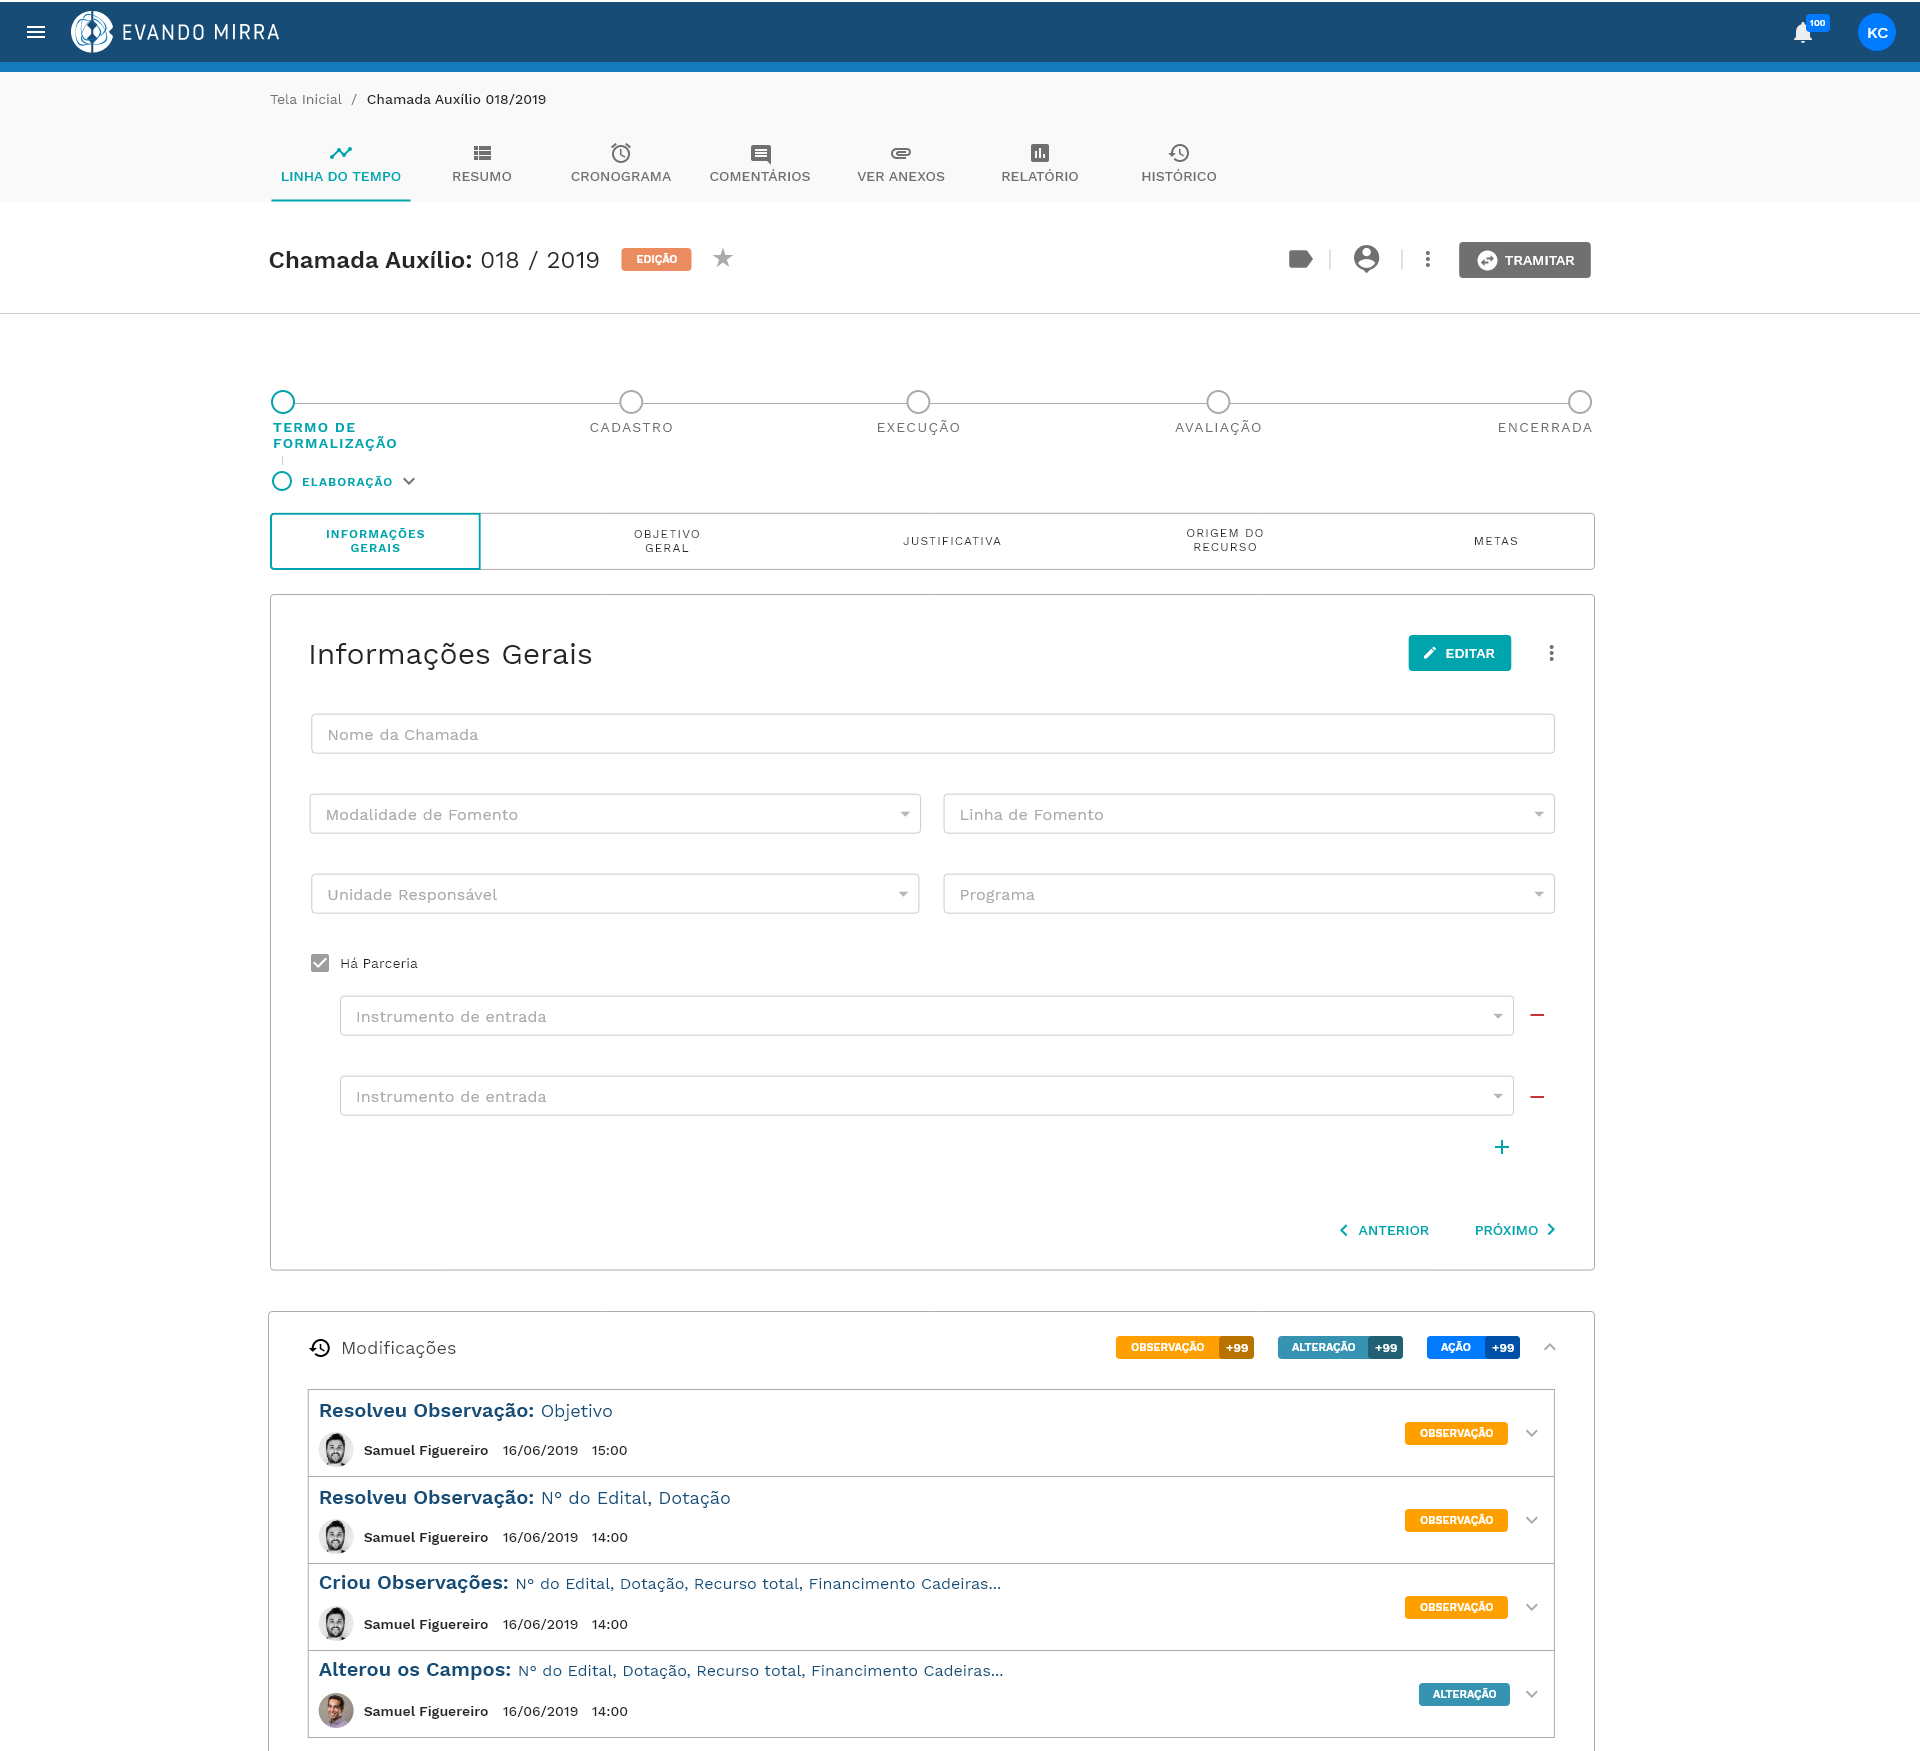 EVANDO MIRRA
100
KC
Tela Inicial / Chamada Auxílio 018/2019
LINHA DO TEMPO
RESUMO
CRONOGRAMA
COMENTÁRIOS
VER ANEXOS
RELATÓRIO
HISTÓRICO
Chamada Auxílio: 018 / 2019
EDIÇÃO
TRAMITAR
TERMO DE
FORMALIZAÇÃO
CADASTRO
EXECUÇÃO
AVALIAÇÃO
ENCERRADA
ELABORAÇÃO
INFORMAÇÕES
GERAIS
OBJETIVO
GERAL
JUSTIFICATIVA
ORIGEM DO
RECURSO
METAS
Informações Gerais
EDITAR
Nome da Chamada
Modalidade de Fomento
Linha de Fomento
Unidade Responsável
Programa
Há Parceria
Instrumento de entrada
Instrumento de entrada
ANTERIOR
PRÓXIMO
Modificações
OBSERVAÇÃO +99
ALTERAÇÃO +99
AÇÃO +99
Resolveu Observação: Objetivo
Samuel Figuereiro 16/06/2019 15:00
OBSERVAÇÃO
Resolveu Observação: N° do Edital, Dotação
Samuel Figuereiro 16/06/2019 14:00
OBSERVAÇÃO
Criou Observações: N° do Edital, Dotação, Recurso total, Financimento Cadeiras...
Samuel Figuereiro 16/06/2019 14:00
OBSERVAÇÃO
Alterou os Campos: N° do Edital, Dotação, Recurso total, Financimento Cadeiras...
Samuel Figuereiro 16/06/2019 14:00
ALTERAÇÃO